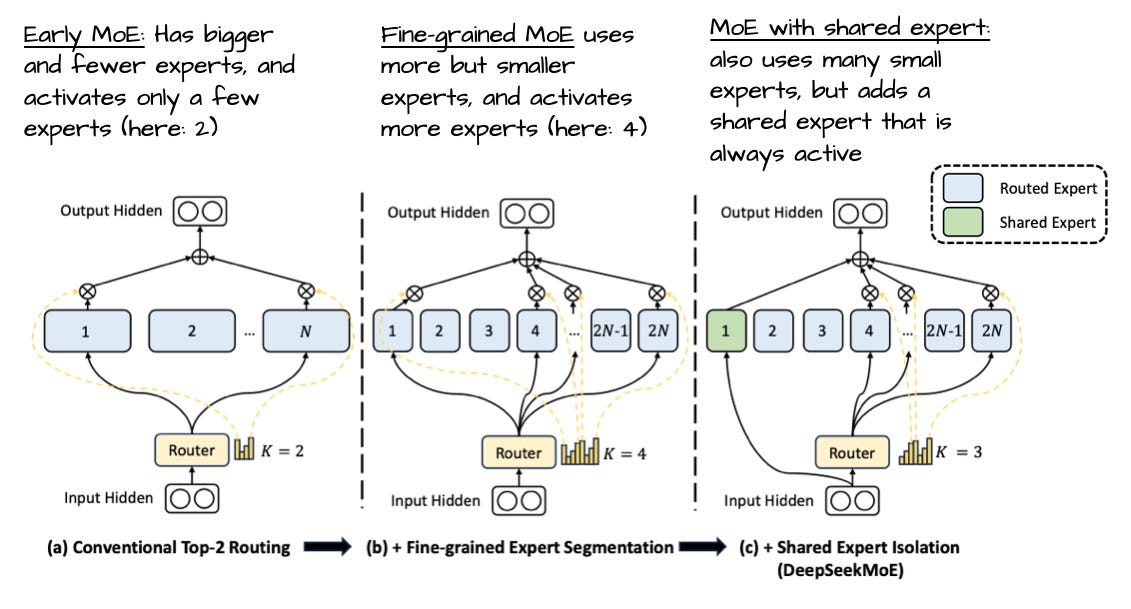 Early MoE: Has bigger
and fewer experts, and
activates only a few
experts (here: 2)
Fine-grained MoE uses
more but smaller
experts, and activates
more experts (here: 4)
MoE with shared expert:
also uses many small
experts, but adds a
shared expert that is
always active
Routed Expert
Shared Expert
Output Hidden
1
2
...
N
Router
K = 2
Input Hidden
(a) Conventional Top-2 Routing
Output Hidden
1
2
3
4
...
2N-1
2N
Router
K = 4
Input Hidden
(b) + Fine-grained Expert Segmentation
Output Hidden
1
2
3
4
...
2N-1
2N
Router
K = 3
Input Hidden
(c) + Shared Expert Isolation
(DeepSeekMoE)